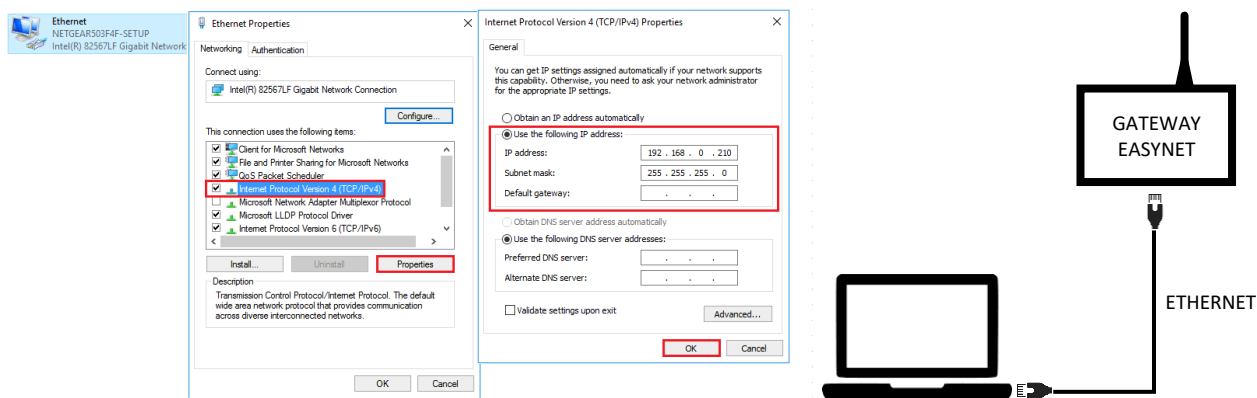 Ethernet
NETGEAR503F4F-SETUP
Intel(R) 82567LF Gigabit Network
Ethernet Properties
Networking
Authentication
Connect using:
Intel(R) 82567LF Gigabit Network Connection
Configure...
This connection uses the following items:
Client for Microsoft Networks
File and Printer Sharing for Microsoft Networks
QoS Packet Scheduler
Internet Protocol Version 4 (TCP/IPv4)
Microsoft Network Adapter Multiplexor Protocol
Microsoft LLDP Protocol Driver
Internet Protocol Version 6 (TCP/IPv6)
Install...
Uninstall
Properties
Description
Transmission Control Protocol/Internet Protocol. The default
wide area network protocol that provides communication
across diverse interconnected networks.
OK
Cancel
Internet Protocol Version 4 (TCP/IPv4) Properties
General
You can get IP settings assigned automatically if your network supports
this capability. Otherwise, you need to ask your network administrator
for the appropriate IP settings.
Obtain an IP address automatically
Use the following IP address:
IP address: 192 . 168 . 0 . 210
Subnet mask: 255 . 255 . 255 . 0
Default gateway: . . .
Obtain DNS server address automatically
Use the following DNS server addresses:
Preferred DNS server: . . .
Alternate DNS server: . . .
Validate settings upon exit
Advanced...
OK
Cancel
GATEWAY
EASYNET
ETHERNET